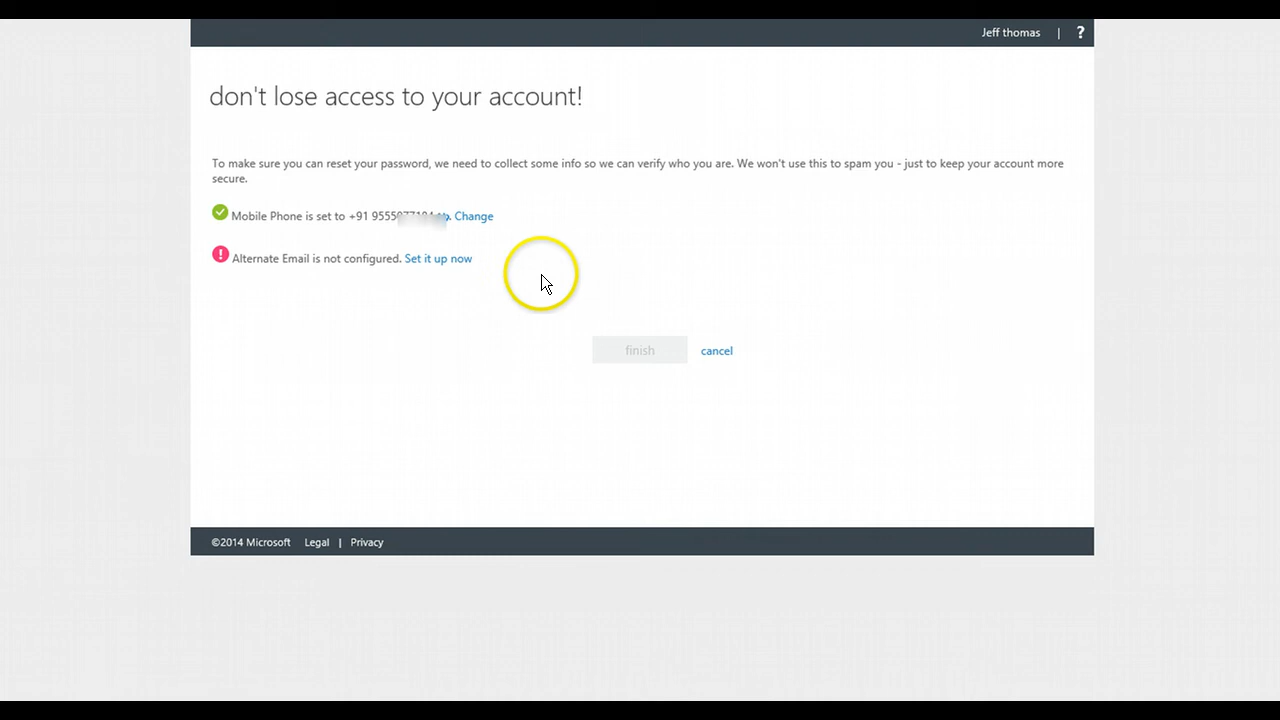 Jeff thomas | ?
don't lose access to your account!
To make sure you can reset your password, we need to collect some info so we can verify who you are. We won't use this to spam you - just to keep your account more
secure.
Mobile Phone is set to +91 . Change
! Alternate Email is not configured. Set it up now
finish cancel
©2014 Microsoft Legal | Privacy